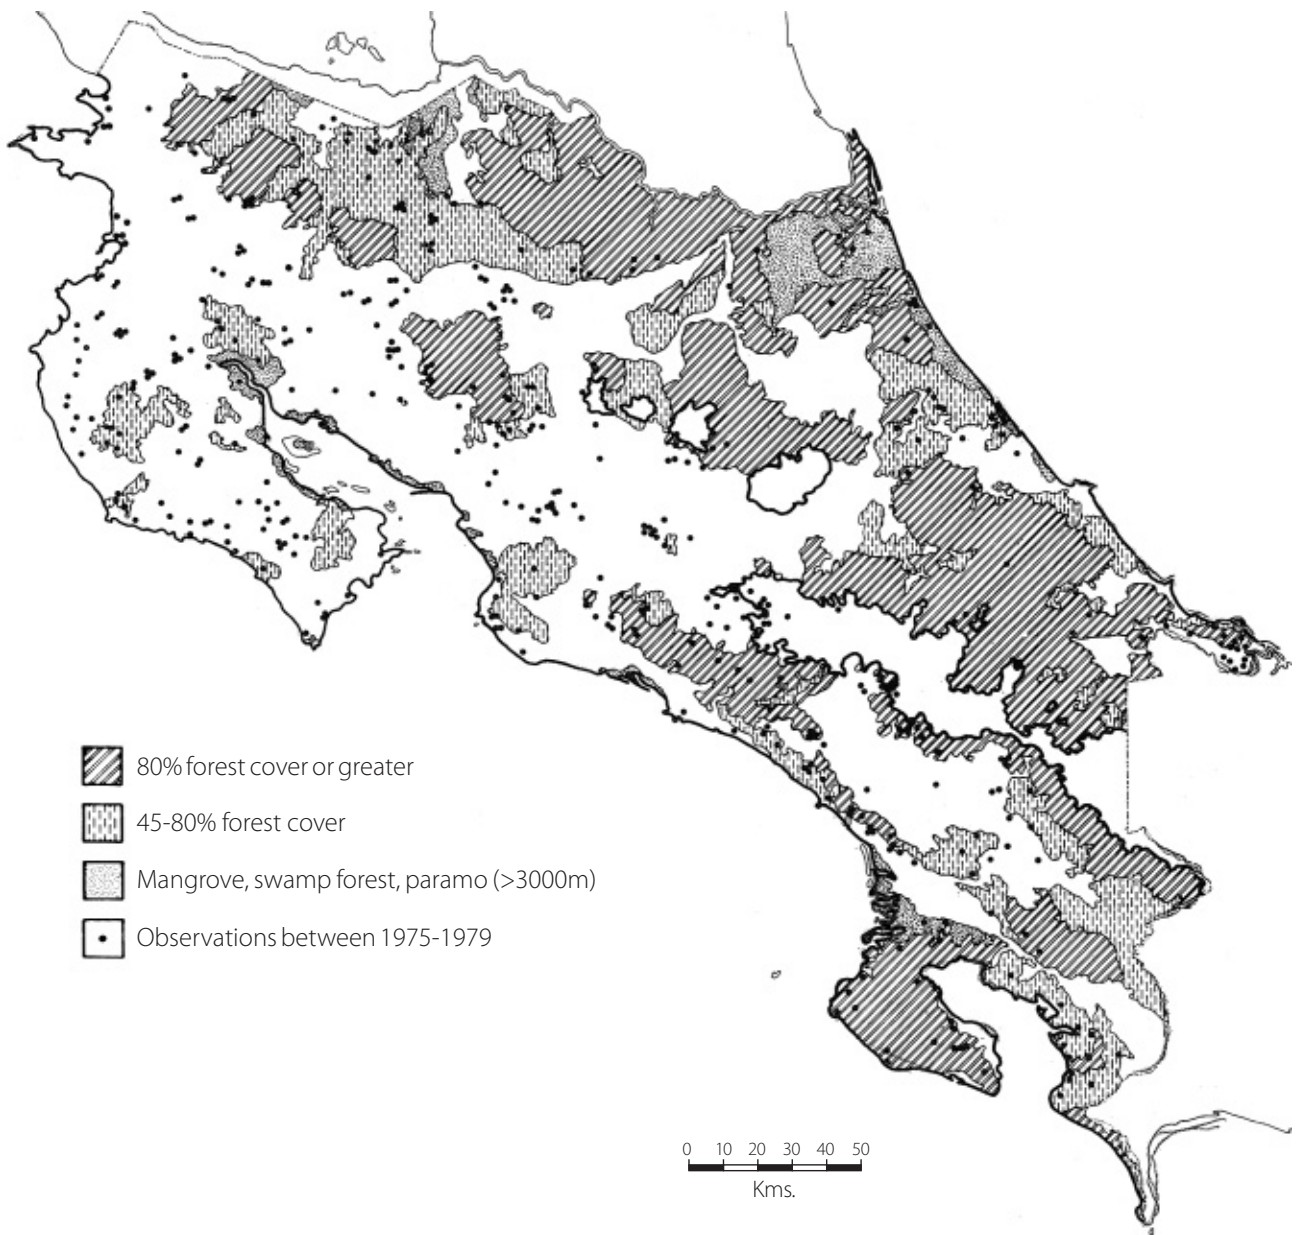 80% forest cover or greater
45-80% forest cover
Mangrove, swamp forest, paramo (>3000m)
Observations between 1975-1979
0 10 20 30 40 50
Kms.